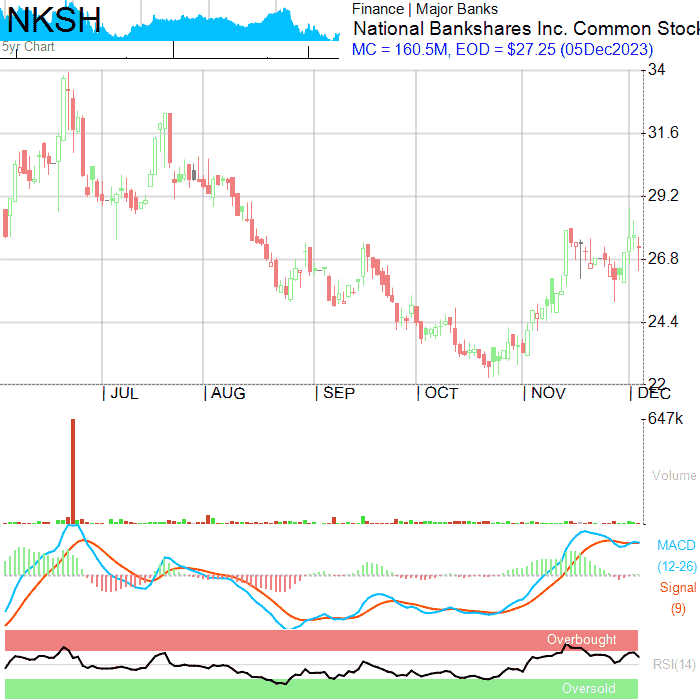 NKSH
5yr Chart
Finance | Major Banks
National Bankshares Inc. Common Stoc
MC = 160.5M, EOD = $27.25 (05Dec2023)
34
31.6
29.2
26.8
24.4
22
| JUL | AUG | SEP | OCT | NOV | DEC
647k
Volume
MACD
(12-26)
Signal
(9)
Overbought
RSI(14)
Oversold